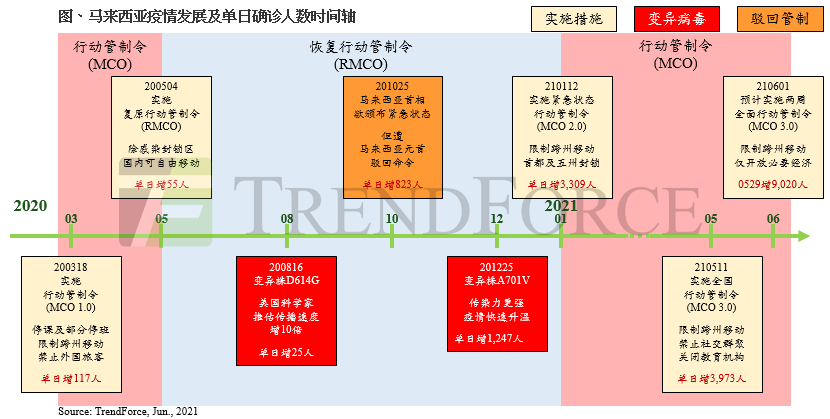 图、马来西亚疫情发展及单日确诊人数时间轴
实施措施
变异病毒
驳回管制
行动管制令
(MCO)
恢复行动管制令
(RMCO)
行动管制令
(MCO)
200504
实施
复原行动管制令
(RMCO)
除感染封锁区
国内可自由移动
单日增55人
201025
马来西亚首相
欲颁布紧急状态
但遭
马来西亚元首
驳回命令
单日增823人
210112
实施紧急状态
行动管制令
(MCO 2.0)
限制跨州移动
首都及五州封锁
单日增3,309人
210601
预计实施两周
全面行动管制令
(MCO 3.0)
限制跨州移动
仅开放必要经济
0529增9,020人
TRENDFORCE
2020
2021
03
05
08
10
12
01
05
06
200318
实施
行动管制令
(MCO 1.0)
停课及部分停班
限制跨州移动
禁止外国旅客
单日增117人
200816
变异株D614G
美国科学家
推估传播速度
增10倍
单日增25人
201225
变异株A701V
传染力更强
疫情快速升温
单日增1,247人
210511
实施全国
行动管制令
(MCO 3.0)
限制跨州移动
禁止社交群聚
关闭教育机构
单日增3,973人
Source: TrendForce, Jun., 2021